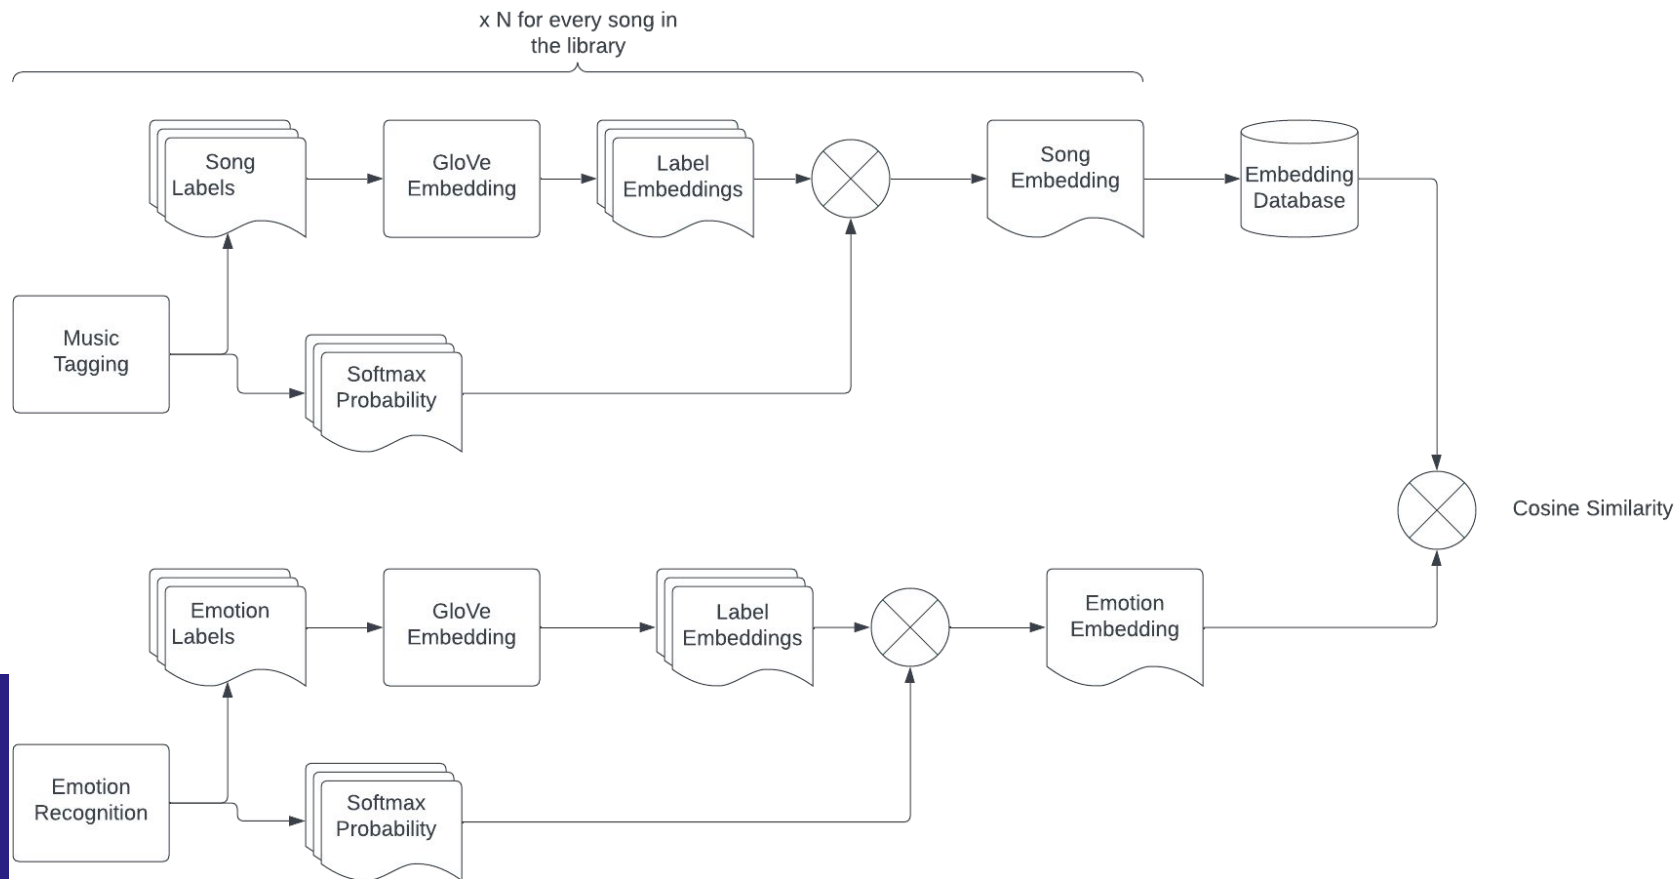 x N for every song in
the library
Song
Labels
GloVe
Embedding
Label
Embeddings
Song
Embedding
Embedding
Database
Music
Tagging
Softmax
Probability
Cosine Similarity
Emotion
Labels
GloVe
Embedding
Label
Embeddings
Emotion
Embedding
Emotion
Recognition
Softmax
Probability